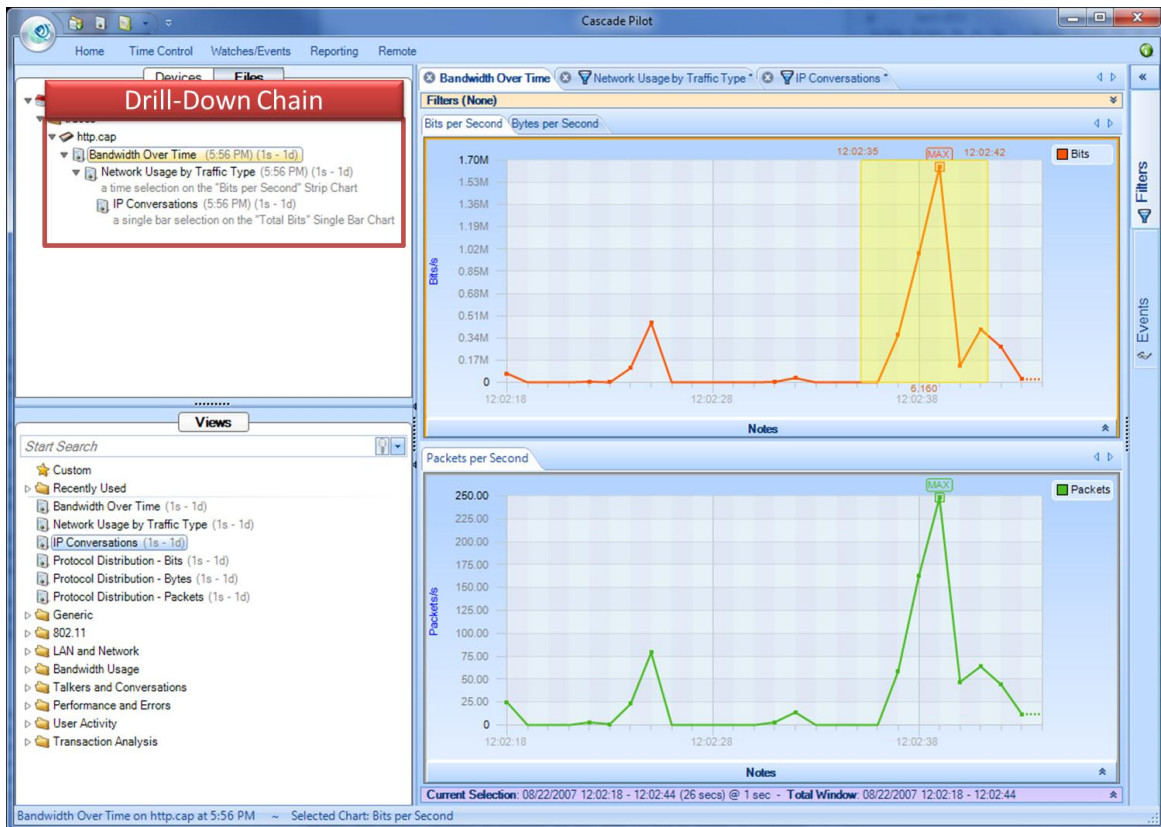 Cascade Pilot
Home Time Control Watches/Events Reporting Remote
Devices Files
Drill-Down Chain
http.cap
Bandwidth Over Time (5:56 PM) (1s - 1d)
Network Usage by Traffic Type (5:56 PM) (1s - 1d)
a time selection on the "Bits per Second" Strip Chart
IP Conversations (5:56 PM) (1s - 1d)
a single bar selection on the "Total Bits" Single Bar Chart
Views
Start Search
Custom
Recently Used
Bandwidth Over Time (1s - 1d)
Network Usage by Traffic Type (1s - 1d)
IP Conversations (1s - 1d)
Protocol Distribution - Bits (1s - 1d)
Protocol Distribution - Bytes (1s - 1d)
Protocol Distribution - Packets (1s - 1d)
Generic
802.11
LAN and Network
Bandwidth Usage
Talkers and Conversations
Performance and Errors
User Activity
Transaction Analysis
Bandwidth Over Time Network Usage by Traffic Type * IP Conversations *
Filters (None)
Bits per Second Bytes per Second
12:02:35 MAX 12:02:42
Bits
1.70M
1.53M
1.36M
1.19M
1.02M
0.85M
0.68M
0.51M
0.34M
0.17M
0
Bits/s
6,160
12:02:18 12:02:28 12:02:38
Notes
Packets per Second
MAX
Packets
250.00
225.00
200.00
175.00
150.00
125.00
100.00
75.00
50.00
25.00
0
Packets/s
12:02:18 12:02:28 12:02:38
Notes
Current Selection: 08/22/2007 12:02:18 - 12:02:44 (26 secs) @ 1 sec - Total Window: 08/22/2007 12:02:18 - 12:02:44
Filters
Events
Bandwidth Over Time on http.cap at 5:56 PM ~ Selected Chart: Bits per Second